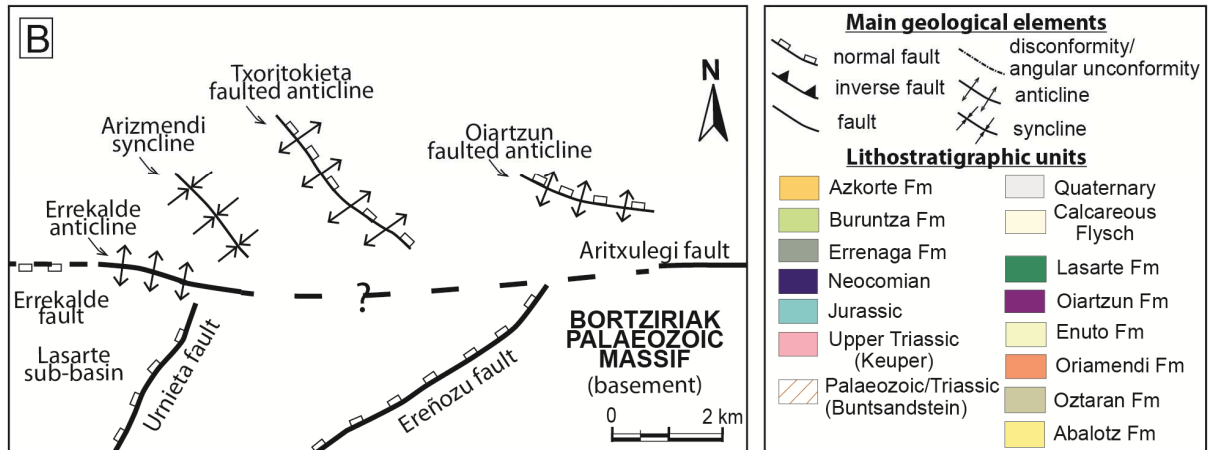 B
Txoritokieta
faulted anticline
N
Arizmendi
syncline
Oiartzun
faulted anticline
Errekalde
anticline
Aritxulegi fault
Errekalde
fault
?
Lasarte
sub-basin
Urnieta fault
Ereñozu fault
BORTZIRIAK
PALAEOZOIC
MASSIF
(basement)
0 2 km
Main geological elements
normal fault
inverse fault
fault
disconformity/
angular unconformity
anticline
syncline
Lithostratigraphic units
Azkorte Fm
Buruntza Fm
Errenaga Fm
Neocomian
Jurassic
Upper Triassic
(Keuper)
Palaeozoic/Triassic
(Buntsandstein)
Quaternary
Calcareous
Flysch
Lasarte Fm
Oiartzun Fm
Enuto Fm
Oriamendi Fm
Oztaran Fm
Abalotz Fm